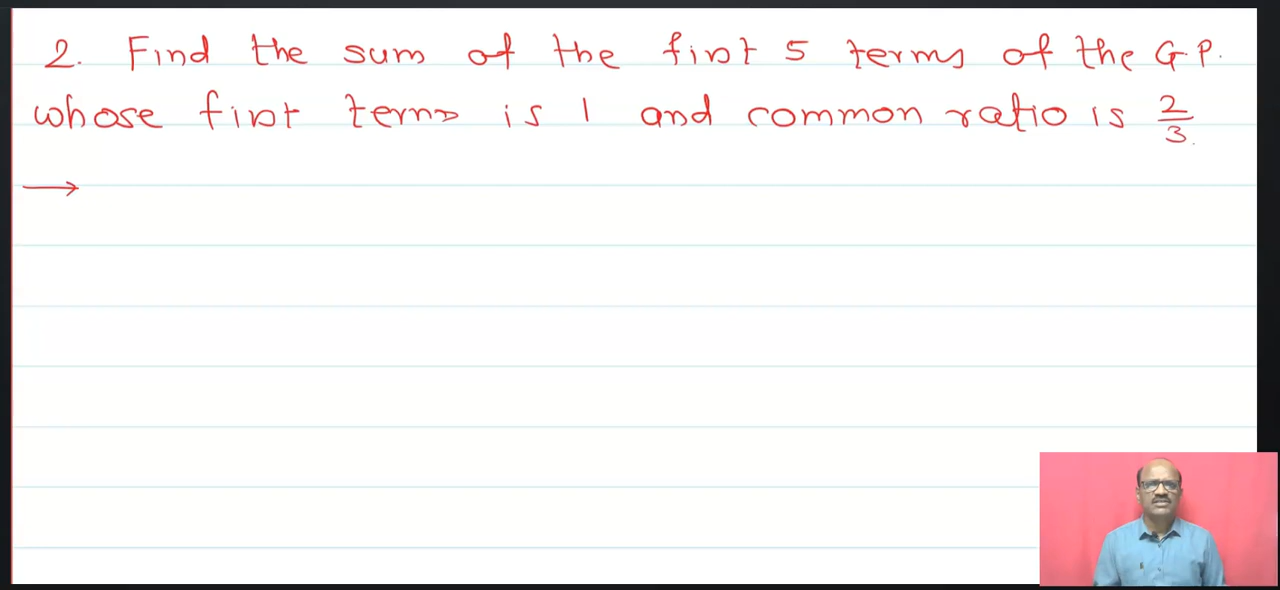 2. Find the sum of the first 5 terms of the G.P.
whose first term is 1 and common ratio is 2/3.
→